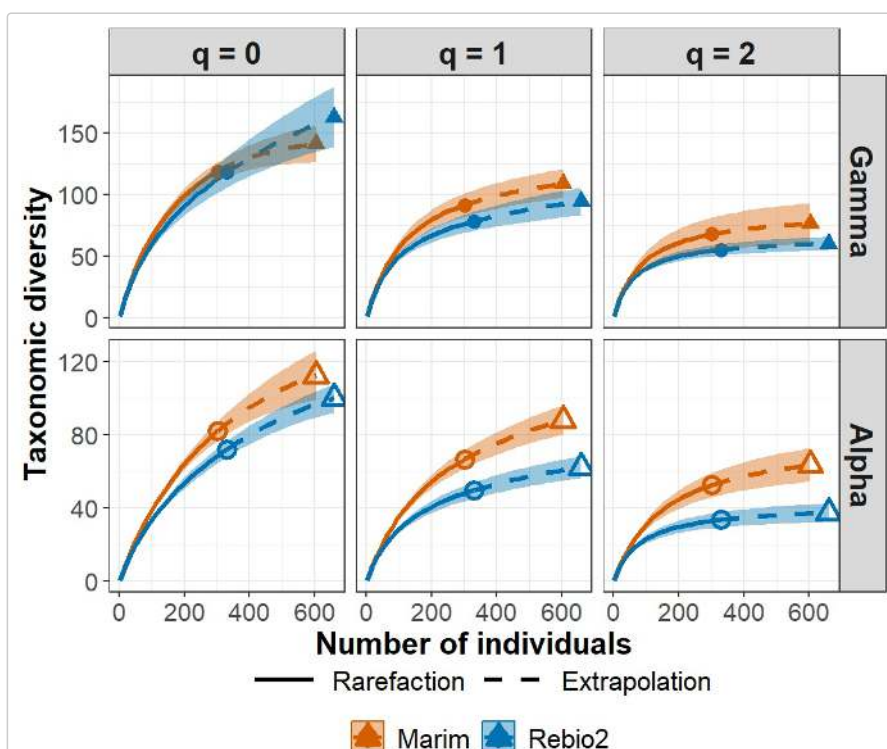 q = 0 q = 1 q = 2
150
100
50
0
Gamma
120
80
40
0
Alpha
Taxonomic diversity
0 200 400 600 0 200 400 600 0 200 400 600
Number of individuals
Rarefaction Extrapolation
Marim Rebio2